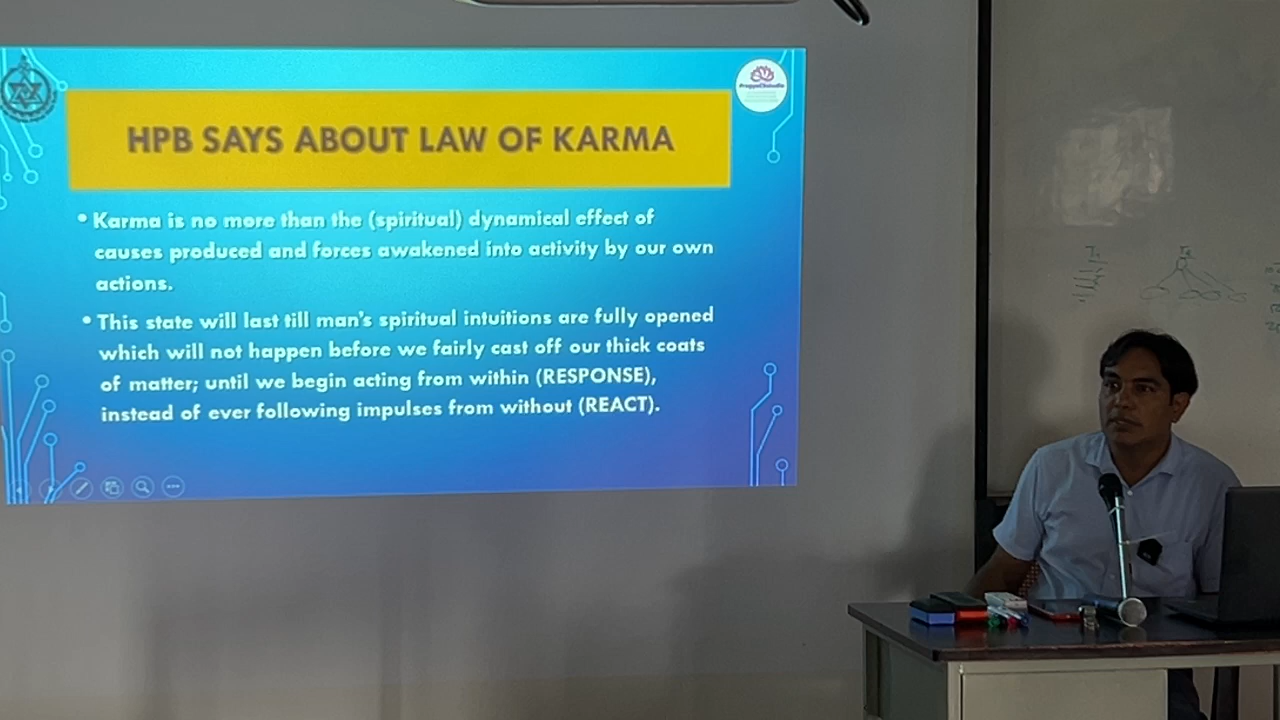 HPB SAYS ABOUT LAW OF KARMA
• Karma is no more than the (spiritual) dynamical effect of
causes produced and forces awakened into activity by our own
actions.
• This state will last till man's spiritual intuitions are fully opened
which will not happen before we fairly cast off our thick coats
of matter; until we begin acting from within (RESPONSE),
instead of ever following impulses from without (REACT).